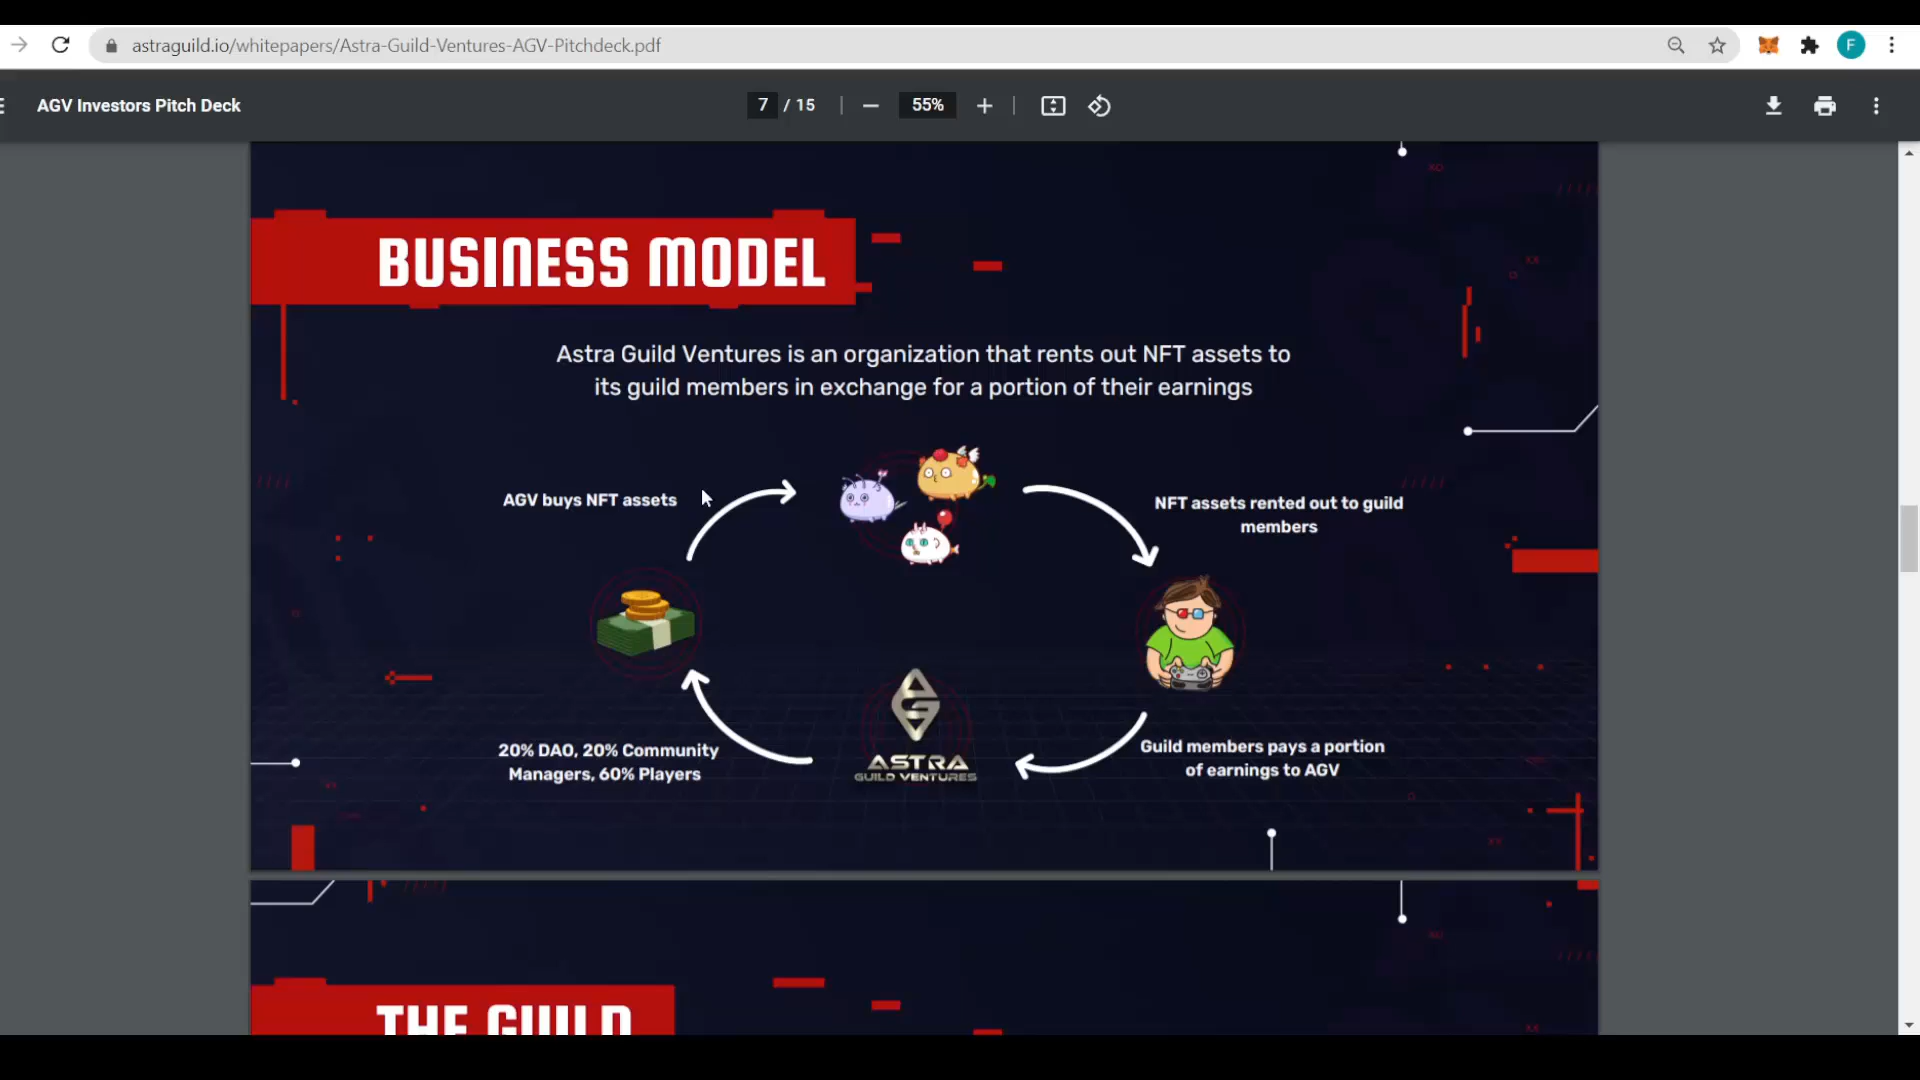 astraguild.io/whitepapers/Astra-Guild-Ventures-AGV-Pitchdeck.pdf
F
AGV Investors Pitch Deck
7 / 15
55%
BUSINESS MODEL
Astra Guild Ventures is an organization that rents out NFT assets to
its guild members in exchange for a portion of their earnings
AGV buys NFT assets
NFT assets rented out to guild
members
20% DAO, 20% Community
Managers, 60% Players
ASTRA
GUILD VENTURES
Guild members pays a portion
of earnings to AGV
THE GUILD